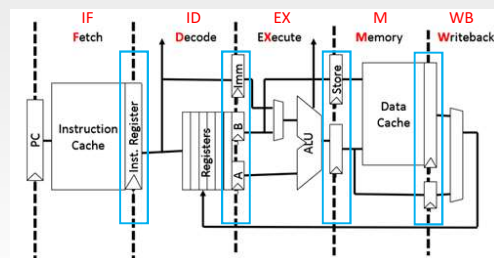 IF ID EX M WB
Fetch Decode EXecute Memory Writeback
PC
Instruction
Cache
Inst. Register
Registers
Imm
B
A
ALU
Store
Data
Cache